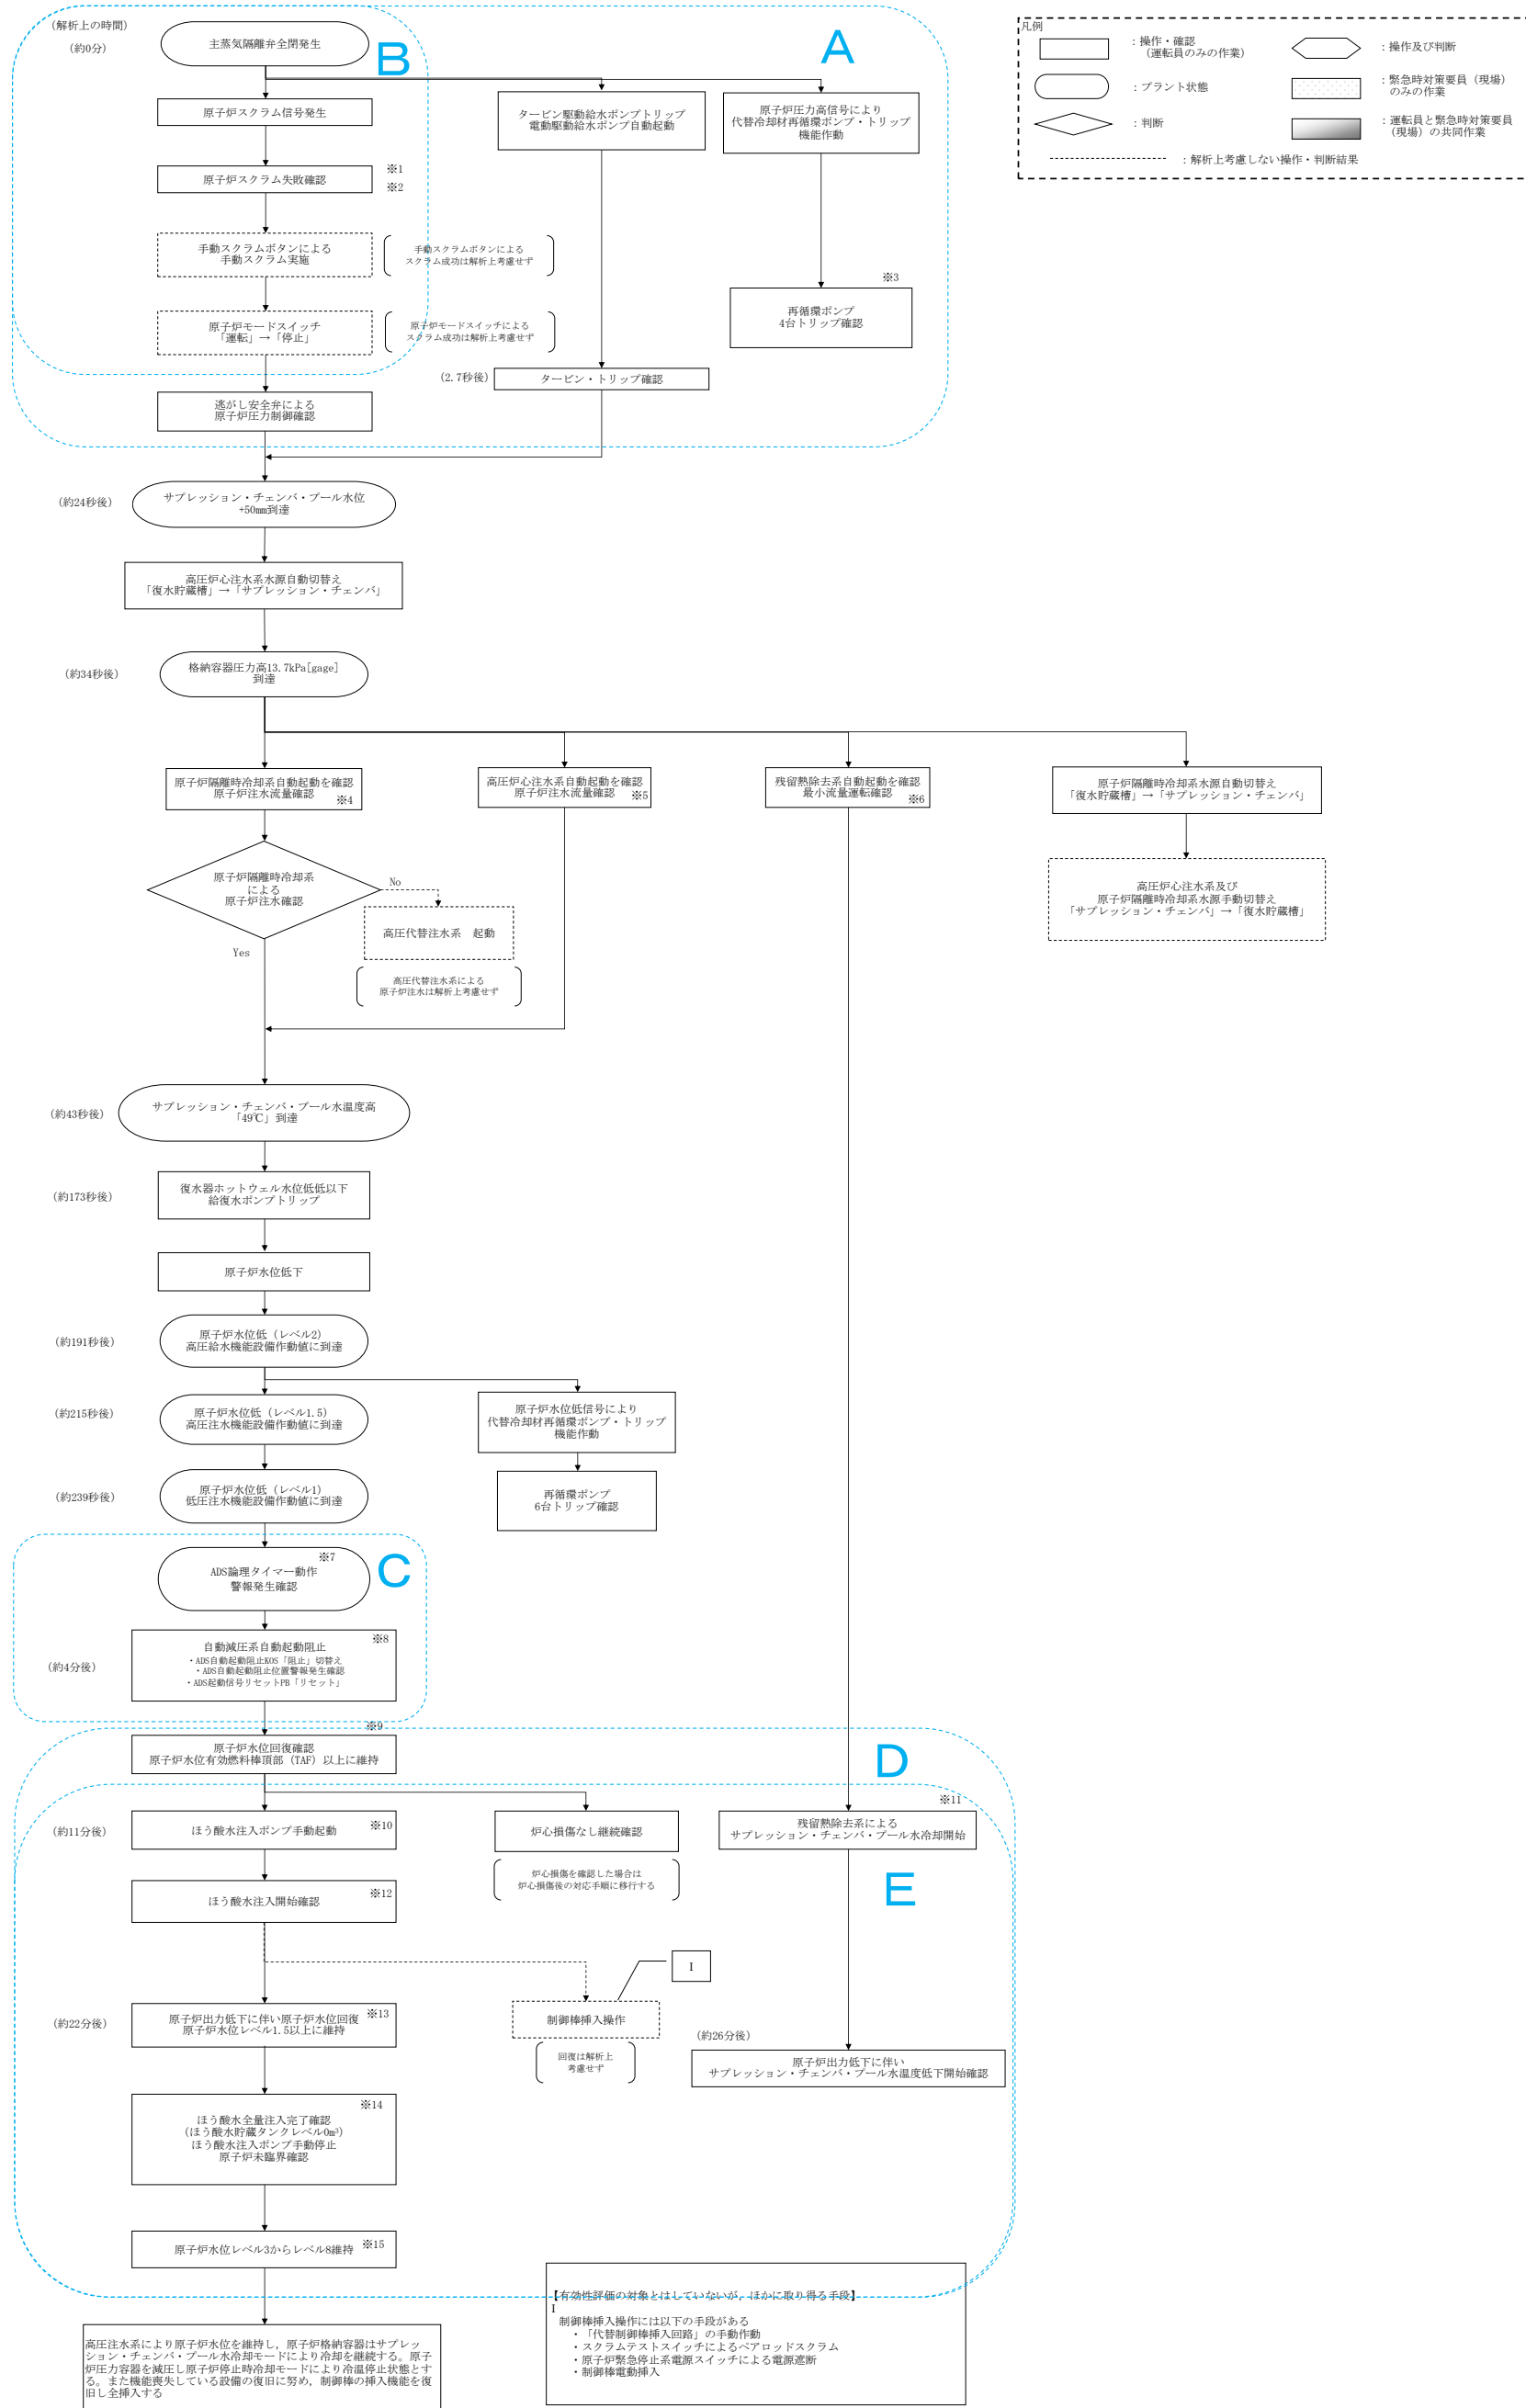 (解析上の時間)
(約0分)
主蒸気隔離弁全閉発生
B
A
原子炉スクラム信号発生
タービン駆動給水ポンプトリップ
電動駆動給水ポンプ自動起動
原子炉圧力高信号により
代替冷却材再循環ポンプ・トリップ
機能作動
原子炉スクラム失敗確認
※1
※2
手動スクラムボタンによる
手動スクラム実施
手動スクラムボタンによる
スクラム成功は解析上考慮せず
※3
再循環ポンプ
4台トリップ確認
原子炉モードスイッチ
「運転」→「停止」
原子炉モードスイッチによる
スクラム成功は解析上考慮せず
(2.7秒後)
タービン・トリップ確認
逃がし安全弁による
原子炉圧力制御確認
凡例
：操作・確認
（運転員のみの作業）
：操作及び判断
：プラント状態
：緊急時対策要員（現場）
のみの作業
：判断
：運転員と緊急時対策要員
（現場）の共同作業
：解析上考慮しない操作・判断結果
(約24秒後)
サプレッション・チェンバ・プール水位
+50mm到達
高圧炉心注水系水源自動切替え
「復水貯蔵槽」→「サプレッション・チェンバ」
(約34秒後)
格納容器圧力高13.7kPa[gage]
到達
原子炉隔離時冷却系自動起動を確認
原子炉注水流量確認
※4
高圧炉心注水系自動起動を確認
原子炉注水流量確認
※5
残留熱除去系自動起動を確認
最小流量運転確認
※6
原子炉隔離時冷却系水源自動切替え
「復水貯蔵槽」→「サプレッション・チェンバ」
原子炉隔離時冷却系
による
原子炉注水確認
No
Yes
高圧代替注水系　起動
高圧代替注水系による
原子炉注水は解析上考慮せず
高圧炉心注水系及び
原子炉隔離時冷却系水源手動切替え
「サプレッション・チェンバ」→「復水貯蔵槽」
(約43秒後)
サプレッション・チェンバ・プール水温度高
「49℃」到達
(約173秒後)
復水器ホットウェル水位低低以下
給復水ポンプトリップ
原子炉水位低下
(約191秒後)
原子炉水位低（レベル2）
高圧給水機能設備作動値に到達
(約215秒後)
原子炉水位低（レベル1.5）
高圧注水機能設備作動値に到達
原子炉水位低信号により
代替冷却材再循環ポンプ・トリップ
機能作動
(約239秒後)
原子炉水位低（レベル1）
低圧注水機能設備作動値に到達
再循環ポンプ
6台トリップ確認
※7
ADS論理タイマー動作
警報発生確認
C
(約4分後)
※8
自動減圧系自動起動阻止
・ADS自動起動阻止KOS「阻止」切替え
・ADS自動起動阻止位置警報発生確認
・ADS起動信号リセットPB「リセット」
※9
原子炉水位回復確認
原子炉水位有効燃料棒頂部（TAF）以上に維持
D
(約11分後)
ほう酸水注入ポンプ手動起動
※10
炉心損傷なし継続確認
※11
残留熱除去系による
サプレッション・チェンバ・プール水冷却開始
炉心損傷を確認した場合は
炉心損傷後の対応手順に移行する
E
ほう酸水注入開始確認
※12
I
(約22分後)
原子炉出力低下に伴い原子炉水位回復
原子炉水位レベル1.5以上に維持
※13
制御棒挿入操作
回復は解析上
考慮せず
(約26分後)
原子炉出力低下に伴い
サプレッション・チェンバ・プール水温度低下開始確認
※14
ほう酸水全量注入完了確認
（ほう酸水貯蔵タンクレベル0m³）
ほう酸水注入ポンプ手動停止
原子炉未臨界確認
原子炉水位レベル3からレベル8維持
※15
高圧注水系により原子炉水位を維持し，原子炉格納容器はサプレッ
ション・チェンバ・プール水冷却モードにより冷却を継続する。原子
炉圧力容器を減圧し原子炉停止時冷却モードにより冷温停止状態とす
る。また機能喪失している設備の復旧に努め，制御棒の挿入機能を復
旧し全挿入する
【有効性評価の対象とはしていないが，ほかに取り得る手段】
I
制御棒挿入操作には以下の手段がある
・「代替制御棒挿入回路」の手動作動
・スクラムテストスイッチによるペアロッドスクラム
・原子炉緊急停止系電源スイッチによる電源遮断
・制御棒電動挿入